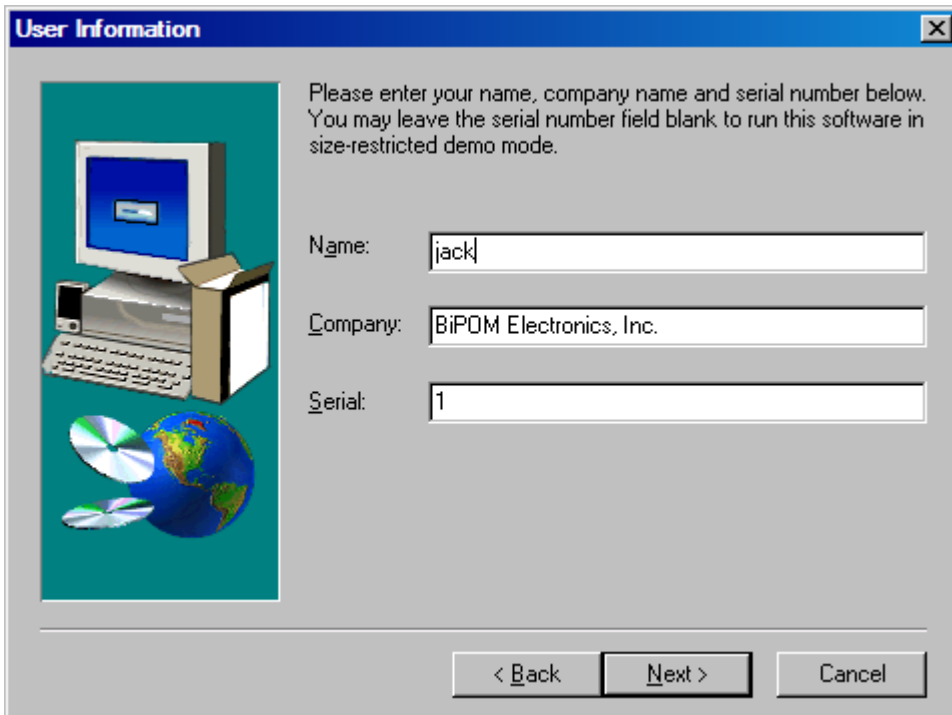 User Information
Please enter your name, company name and serial number below.
You may leave the serial number field blank to run this software in
size-restricted demo mode.
Name: jack
Company: BiPOM Electronics, Inc.
Serial: 1
< Back Next > Cancel